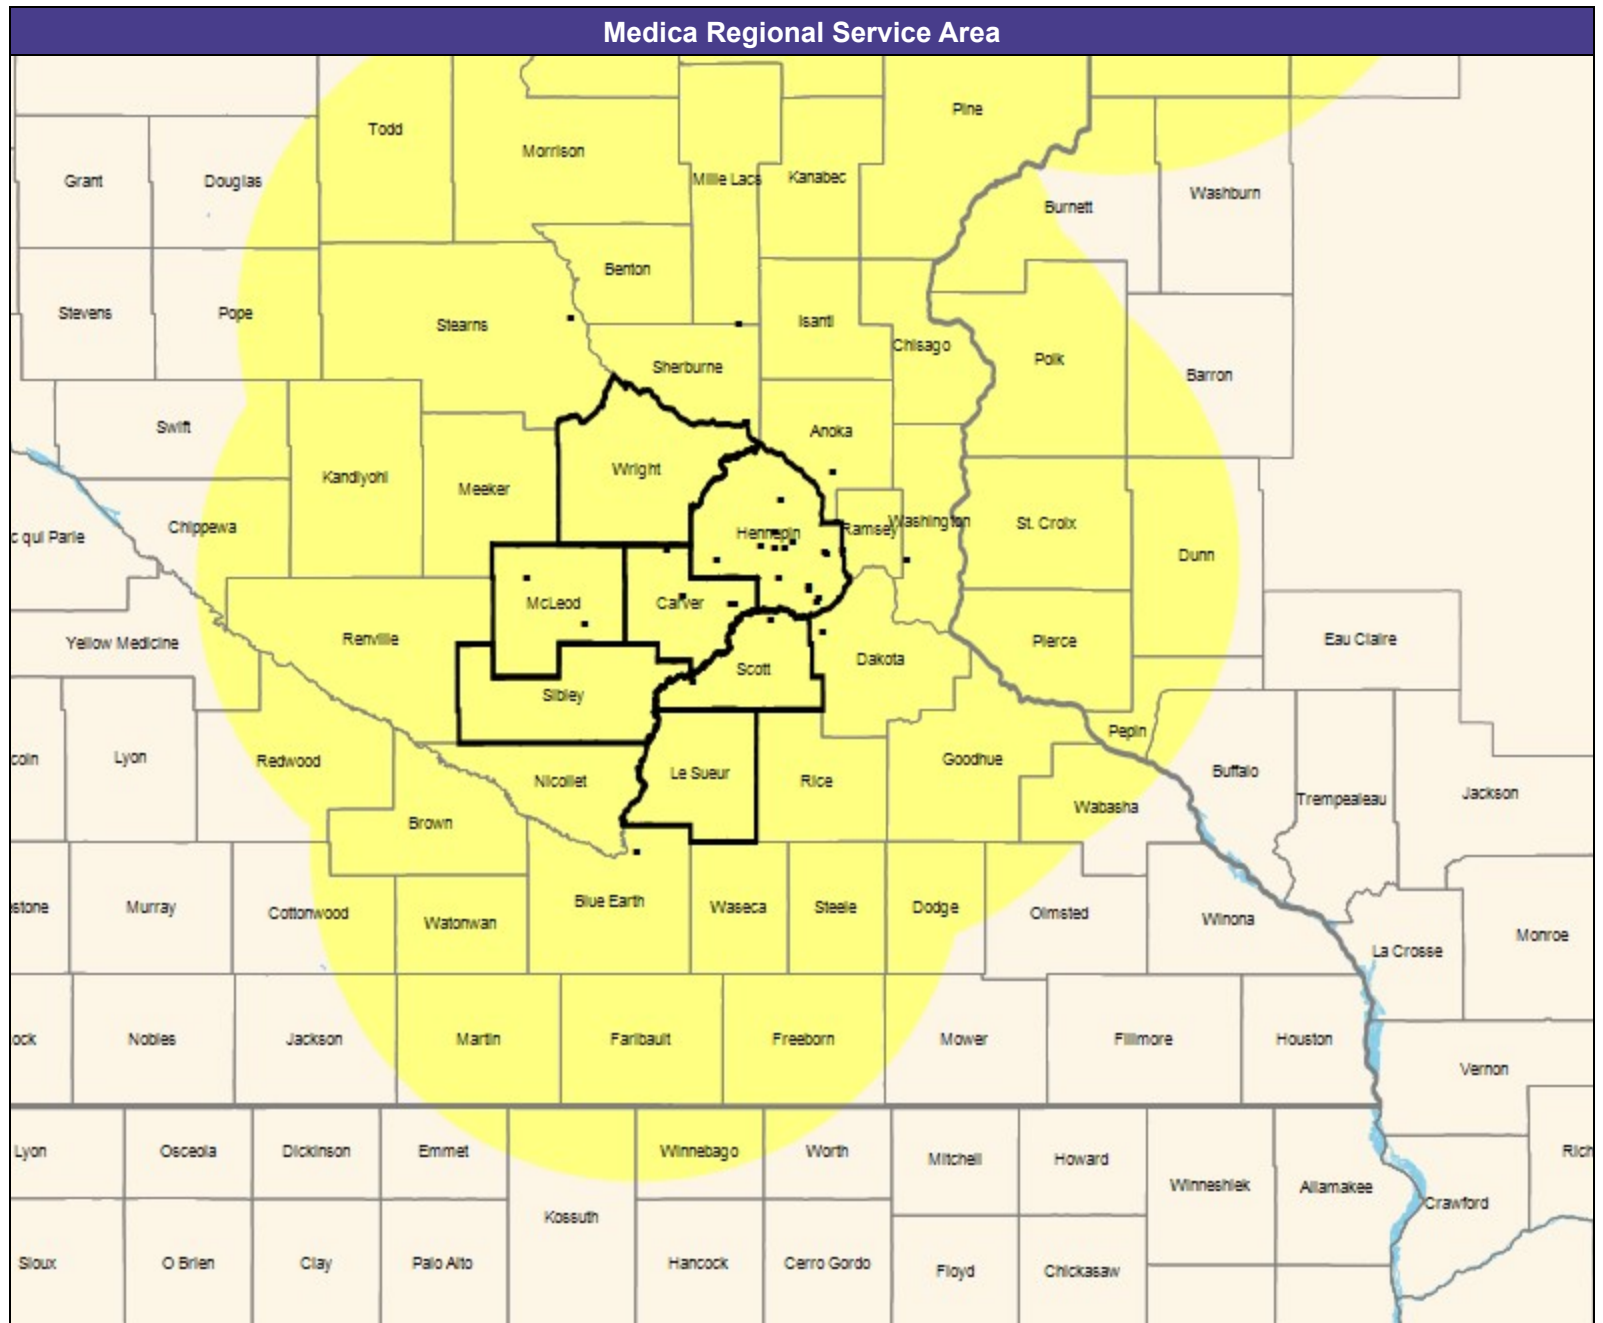 Medica Regional Service Area
Pine
Todd
Morrison
Mille Lacs
Kanabec
Grant
Douglas
Washburn
Burnett
Benton
Stevens
Pope
Stearns
Isanti
Chisago
Polk
Sherburne
Barron
Swift
Anoka
Wright
Kandiyohi
Meeker
Chippewa
Hennepin
Ramsey
Washington
St. Croix
c qui Parle
Dunn
McLeod
Carver
Yellow Medicine
Renville
Pierce
Eau Claire
Scott
Dakota
Sibley
Pepin
coln
Lyon
Redwood
Nicollet
Le Sueur
Rice
Goodhue
Buffalo
Trempealeau
Jackson
Wabasha
Brown
stone
Murray
Cottonwood
Watonwan
Blue Earth
Waseca
Steele
Dodge
Olmsted
Winona
La Crosse
Monroe
ock
Nobles
Jackson
Martin
Faribault
Freeborn
Mower
Fillmore
Houston
Vernon
Lyon
Osceola
Dickinson
Emmet
Winnebago
Worth
Mitchell
Howard
Winneshiek
Allamakee
Crawford
Rich
Kossuth
Sioux
O Brien
Clay
Palo Alto
Hancock
Cerro Gordo
Floyd
Chickasaw